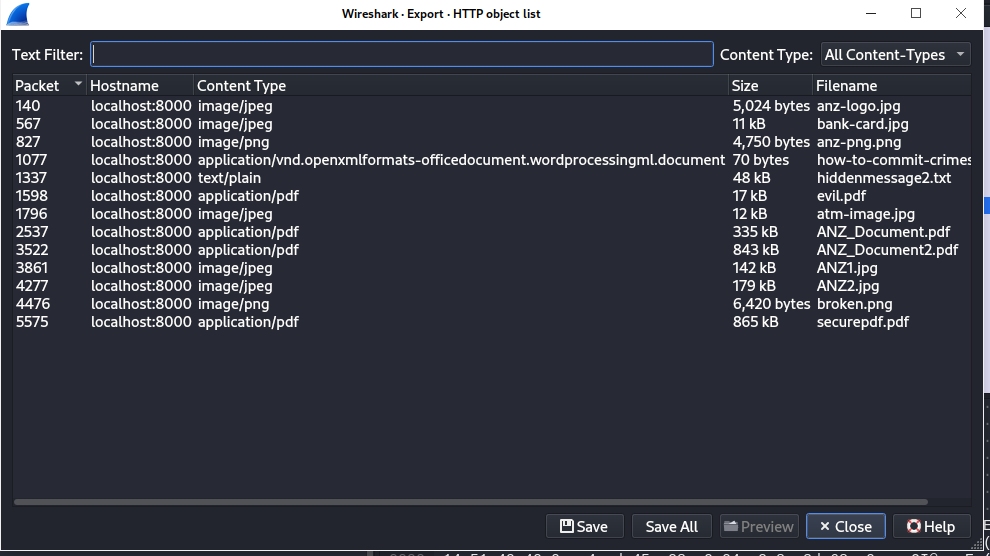 Wireshark · Export · HTTP object list
Text Filter: Content Type: All Content-Types
Packet Hostname Content Type Size Filename
140 localhost:8000 image/jpeg 5,024 bytes anz-logo.jpg
567 localhost:8000 image/jpeg 11 kB bank-card.jpg
827 localhost:8000 image/png 4,750 bytes anz-png.png
1077 localhost:8000 application/vnd.openxmlformats-officedocument.wordprocessingml.document 70 bytes how-to-commit-crimes
1337 localhost:8000 text/plain 48 kB hiddenmessage2.txt
1598 localhost:8000 application/pdf 17 kB evil.pdf
1796 localhost:8000 image/jpeg 12 kB atm-image.jpg
2537 localhost:8000 application/pdf 335 kB ANZ_Document.pdf
3522 localhost:8000 application/pdf 843 kB ANZ_Document2.pdf
3861 localhost:8000 image/jpeg 142 kB ANZ1.jpg
4277 localhost:8000 image/jpeg 179 kB ANZ2.jpg
4476 localhost:8000 image/png 6,420 bytes broken.png
5575 localhost:8000 application/pdf 865 kB securepdf.pdf
Save Save All Preview Close Help